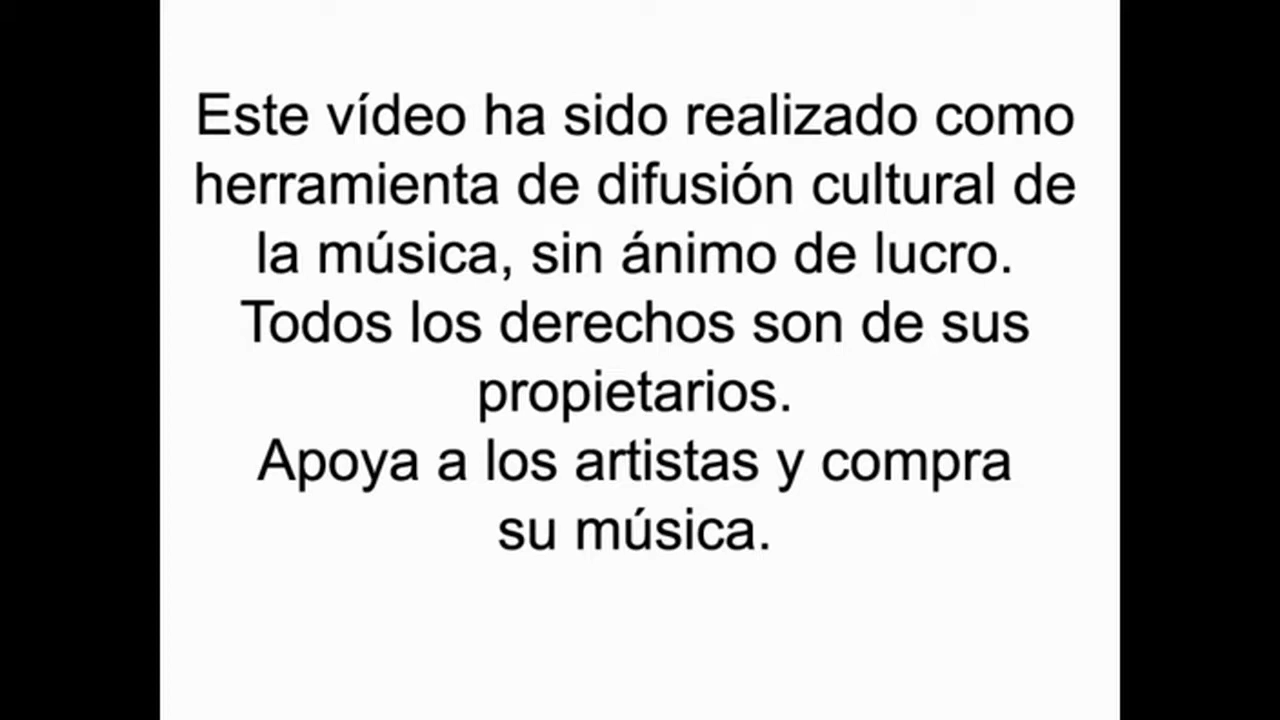 Este vídeo ha sido realizado como
herramienta de difusión cultural de
la música, sin ánimo de lucro.
Todos los derechos son de sus
propietarios.
Apoya a los artistas y compra
su música.